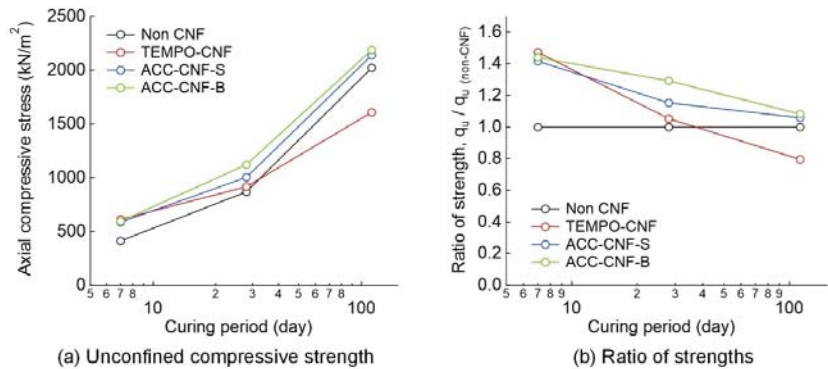 2500
2000
1500
1000
500
0
Axial compressive stress (kN/m²)
Non CNF
TEMPO-CNF
ACC-CNF-S
ACC-CNF-B
5 6 7 8 10 2 3 4 5 6 7 8 100
Curing period (day)
(a) Unconfined compressive strength
1.6
1.4
1.2
1.0
0.8
0.6
0.4
0.2
0.0
Ratio of strength, qu / qu (non-CNF)
Non CNF
TEMPO-CNF
ACC-CNF-S
ACC-CNF-B
5 6 7 8 9 10 2 3 4 5 6 7 8 9 100
Curing period (day)
(b) Ratio of strengths